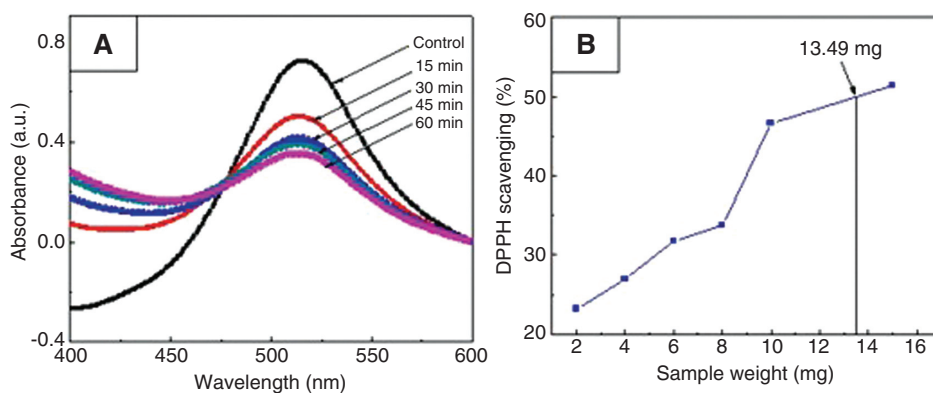 A
0.8
0.4
0.0
-0.4
Absorbance (a.u.)
Control
15 min
30 min
45 min
60 min
400
450
500
550
600
Wavelength (nm)
B
60
50
40
30
20
DPPH scavenging (%)
13.49 mg
2
4
6
8
10
12
14
16
Sample weight (mg)